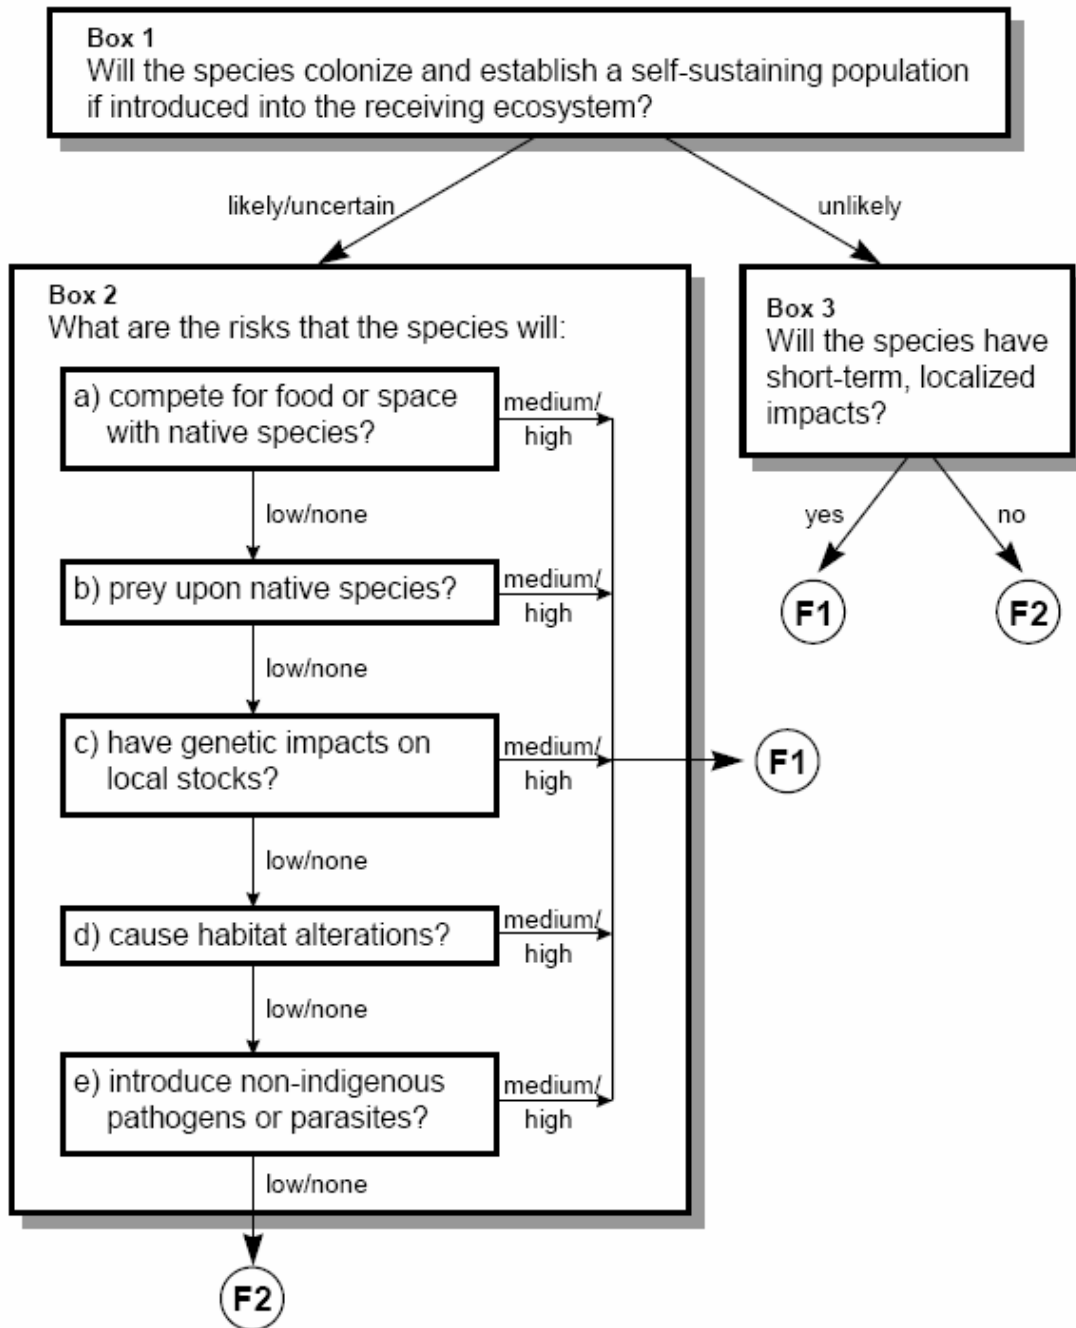 Box 1
Will the species colonize and establish a self-sustaining population
if introduced into the receiving ecosystem?
likely/uncertain
unlikely
Box 2
What are the risks that the species will:
a) compete for food or space
with native species?
medium/
high
low/none
b) prey upon native species?
medium/
high
low/none
c) have genetic impacts on
local stocks?
medium/
high
low/none
d) cause habitat alterations?
medium/
high
low/none
e) introduce non-indigenous
pathogens or parasites?
medium/
high
low/none
F2
F1
Box 3
Will the species have
short-term, localized
impacts?
yes
no
F1
F2